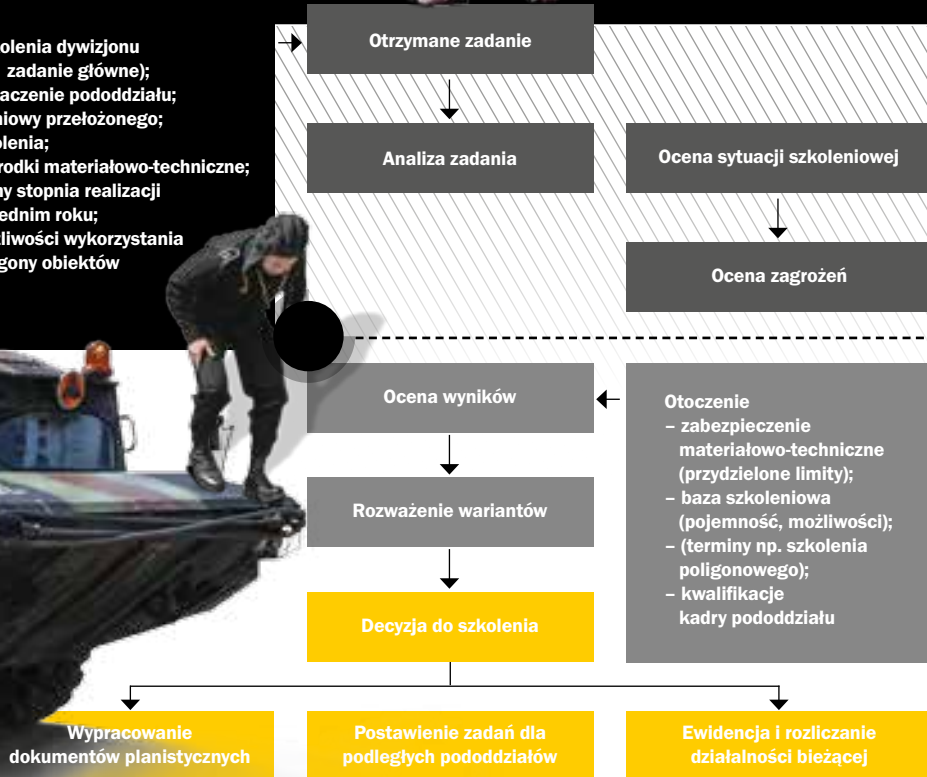 olenia dywizjonu
zadanie główne);
aczenie pododdziału;
niowy przełożonego;
olenia;
rodki materiałowo-techniczne;
ny stopnia realizacji
ednim roku;
liwości wykorzystania
gony obiektów
Otrzymane zadanie
Analiza zadania
Ocena sytuacji szkoleniowej
Ocena zagrożeń
Ocena wyników
Rozważenie wariantów
Otoczenie
– zabezpieczenie
materiałowo-techniczne
(przydzielone limity);
– baza szkoleniowa
(pojemność, możliwości);
– (terminy np. szkolenia
poligonowego);
– kwalifikacje
kadry pododdziału
Decyzja do szkolenia
Wypracowanie
dokumentów planistycznych
Postawienie zadań dla
podległych pododdziałów
Ewidencja i rozliczanie
działalności bieżącej